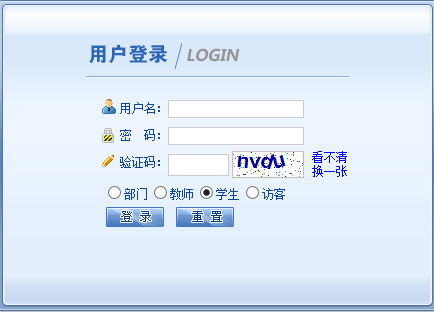 用户登录 LOGIN
用户名：
密 码：
验证码： 看不清
换一张
部门 教师 学生 访客
登 录 重 置